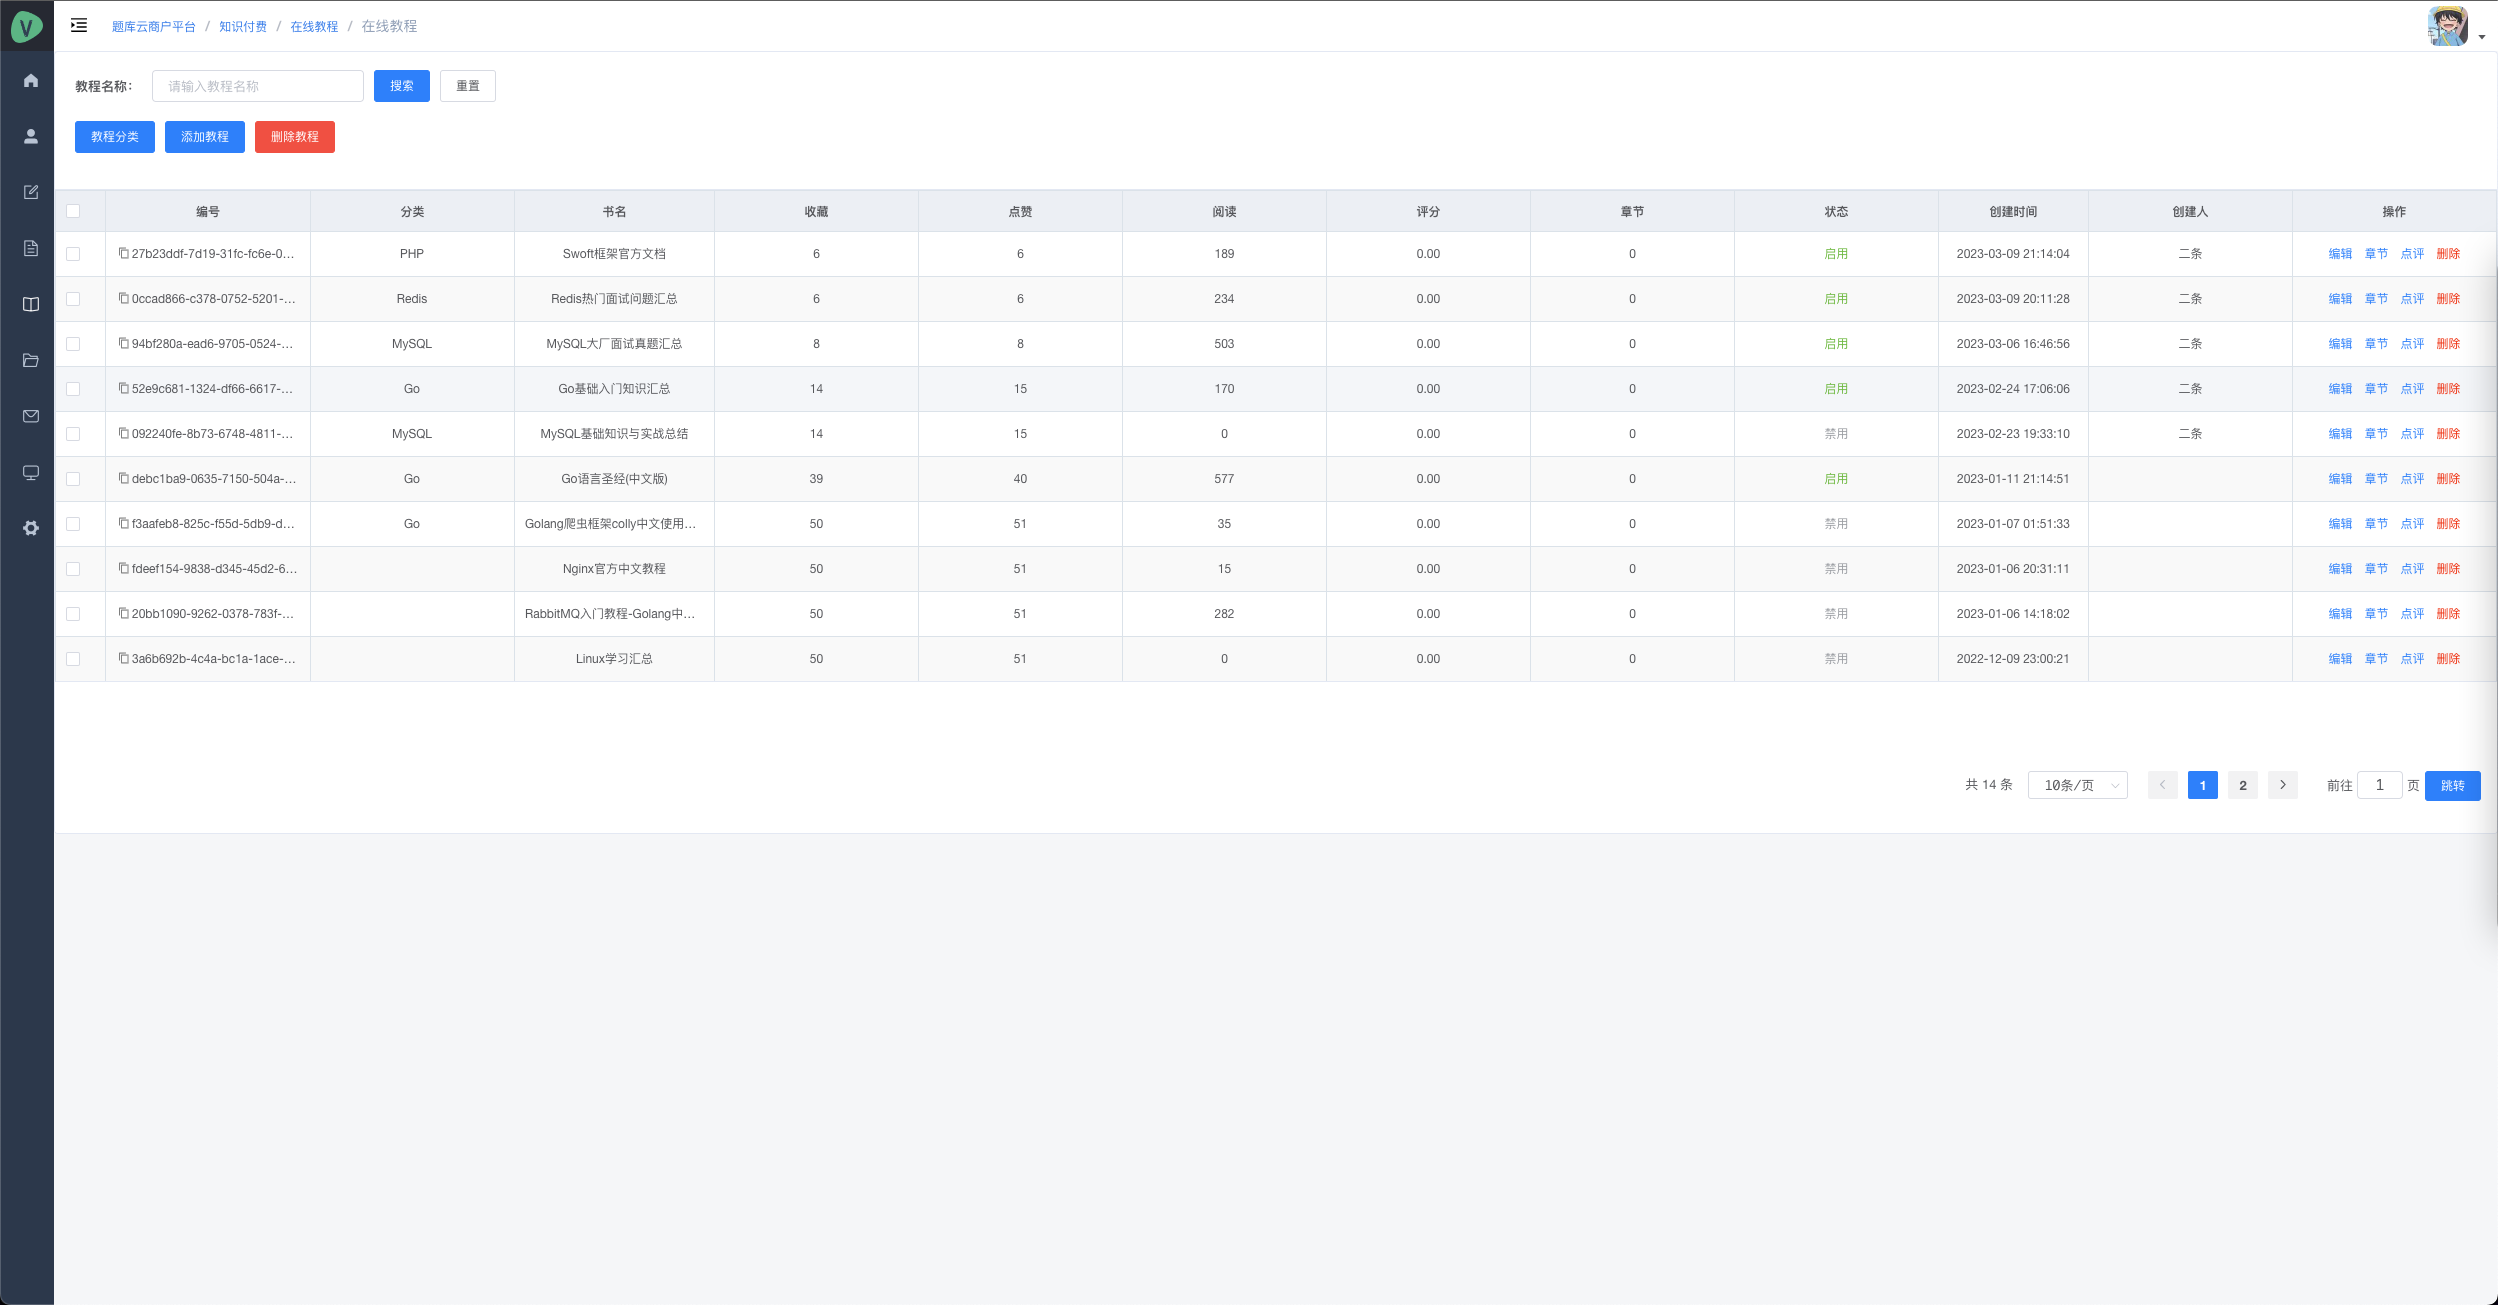 V
题库云商户平台 / 知识付费 / 在线教程 / 在线教程
教程名称: 请输入教程名称 搜索 重置
教程分类 添加教程 删除教程
编号 分类 书名 收藏 点赞 阅读 评分 章节 状态 创建时间 创建人 操作
27b23ddf-7d19-31fc-fc6e-0... PHP Swoft框架官方文档 6 6 189 0.00 0 启用 2023-03-09 21:14:04 二条 编辑 章节 点评 删除
0ccad866-c378-0752-5201-... Redis Redis热门面试问题汇总 6 6 234 0.00 0 启用 2023-03-09 20:11:28 二条 编辑 章节 点评 删除
94bf280a-ead6-9705-0524-... MySQL MySQL大厂面试真题汇总 8 8 503 0.00 0 启用 2023-03-06 16:46:56 二条 编辑 章节 点评 删除
52e9c681-1324-df66-6617-... Go Go基础入门知识汇总 14 15 170 0.00 0 启用 2023-02-24 17:06:06 二条 编辑 章节 点评 删除
092240fe-8b73-6748-4811-... MySQL MySQL基础知识与实战总结 14 15 0 0.00 0 禁用 2023-02-23 19:33:10 二条 编辑 章节 点评 删除
debc1ba9-0635-7150-504a-... Go Go语言圣经(中文版) 39 40 577 0.00 0 启用 2023-01-11 21:14:51 编辑 章节 点评 删除
f3aafeb8-825c-f55d-5db9-d... Go Golang爬虫框架colly中文使用... 50 51 35 0.00 0 禁用 2023-01-07 01:51:33 编辑 章节 点评 删除
fdeef154-9838-d345-45d2-6... Nginx官方中文教程 50 51 15 0.00 0 禁用 2023-01-06 20:31:11 编辑 章节 点评 删除
20bb1090-9262-0378-783f-... RabbitMQ入门教程-Golang中... 50 51 282 0.00 0 禁用 2023-01-06 14:18:02 编辑 章节 点评 删除
3a6b692b-4c4a-bc1a-1ace-... Linux学习汇总 50 51 0 0.00 0 禁用 2022-12-09 23:00:21 编辑 章节 点评 删除
共 14 条 10条/页 1 2 前往 1 页 跳转